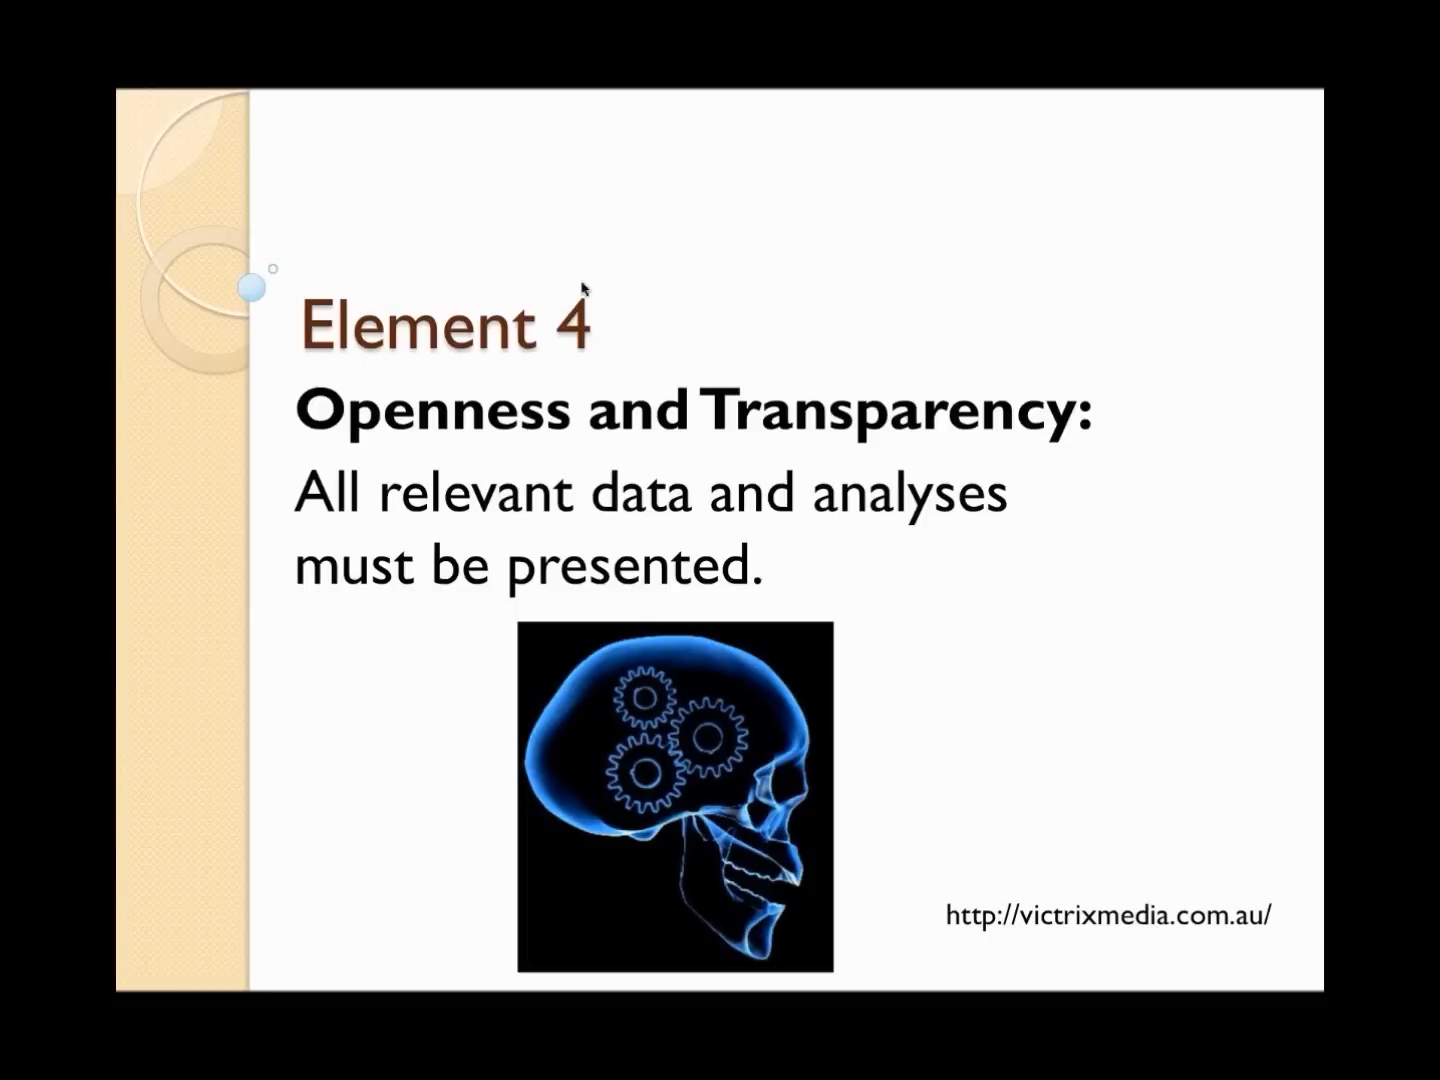 Element 4
Openness and Transparency:
All relevant data and analyses
must be presented.
http://victrixmedia.com.au/